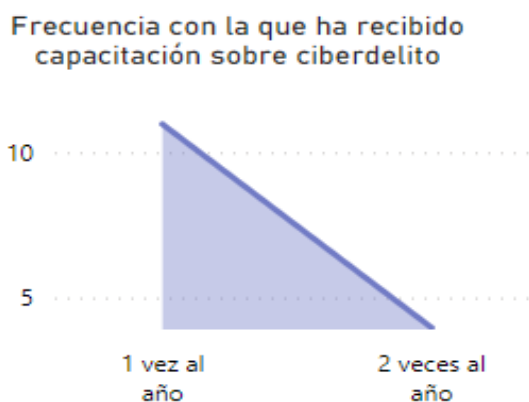 Frecuencia con la que ha recibido
capacitación sobre ciberdelito
10
5
1 vez al
año
2 veces al
año